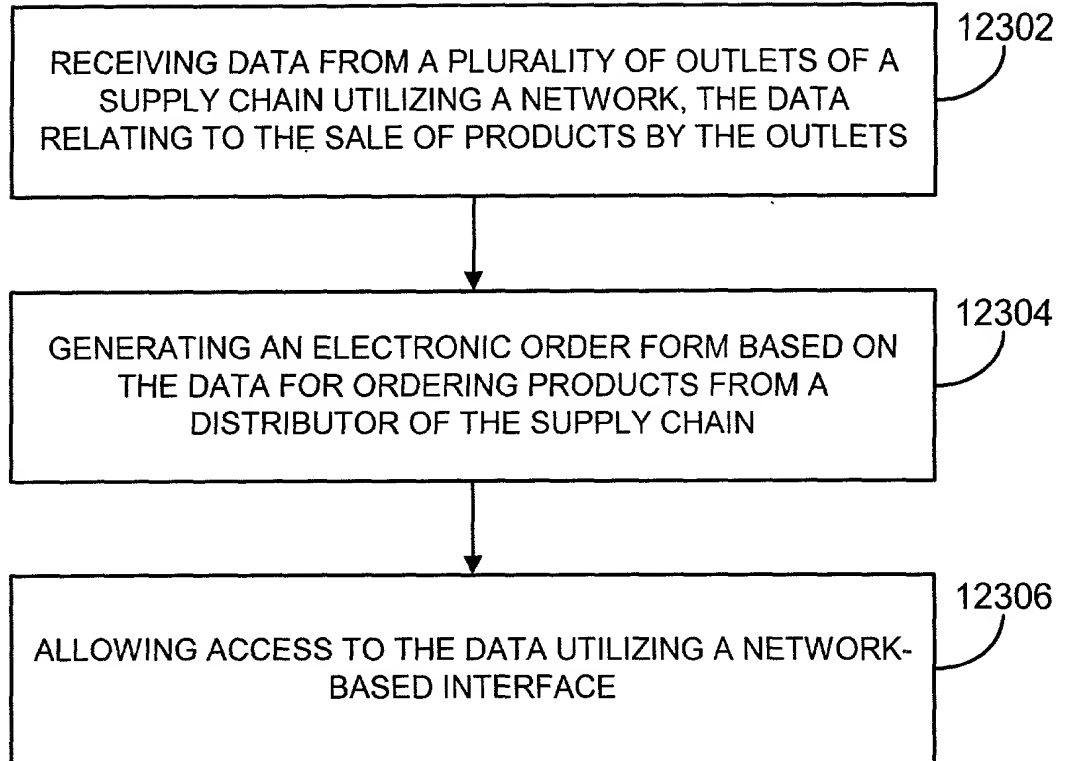 12302
RECEIVING DATA FROM A PLURALITY OF OUTLETS OF A
SUPPLY CHAIN UTILIZING A NETWORK, THE DATA
RELATING TO THE SALE OF PRODUCTS BY THE OUTLETS
12304
GENERATING AN ELECTRONIC ORDER FORM BASED ON
THE DATA FOR ORDERING PRODUCTS FROM A
DISTRIBUTOR OF THE SUPPLY CHAIN
12306
ALLOWING ACCESS TO THE DATA UTILIZING A NETWORK-
BASED INTERFACE